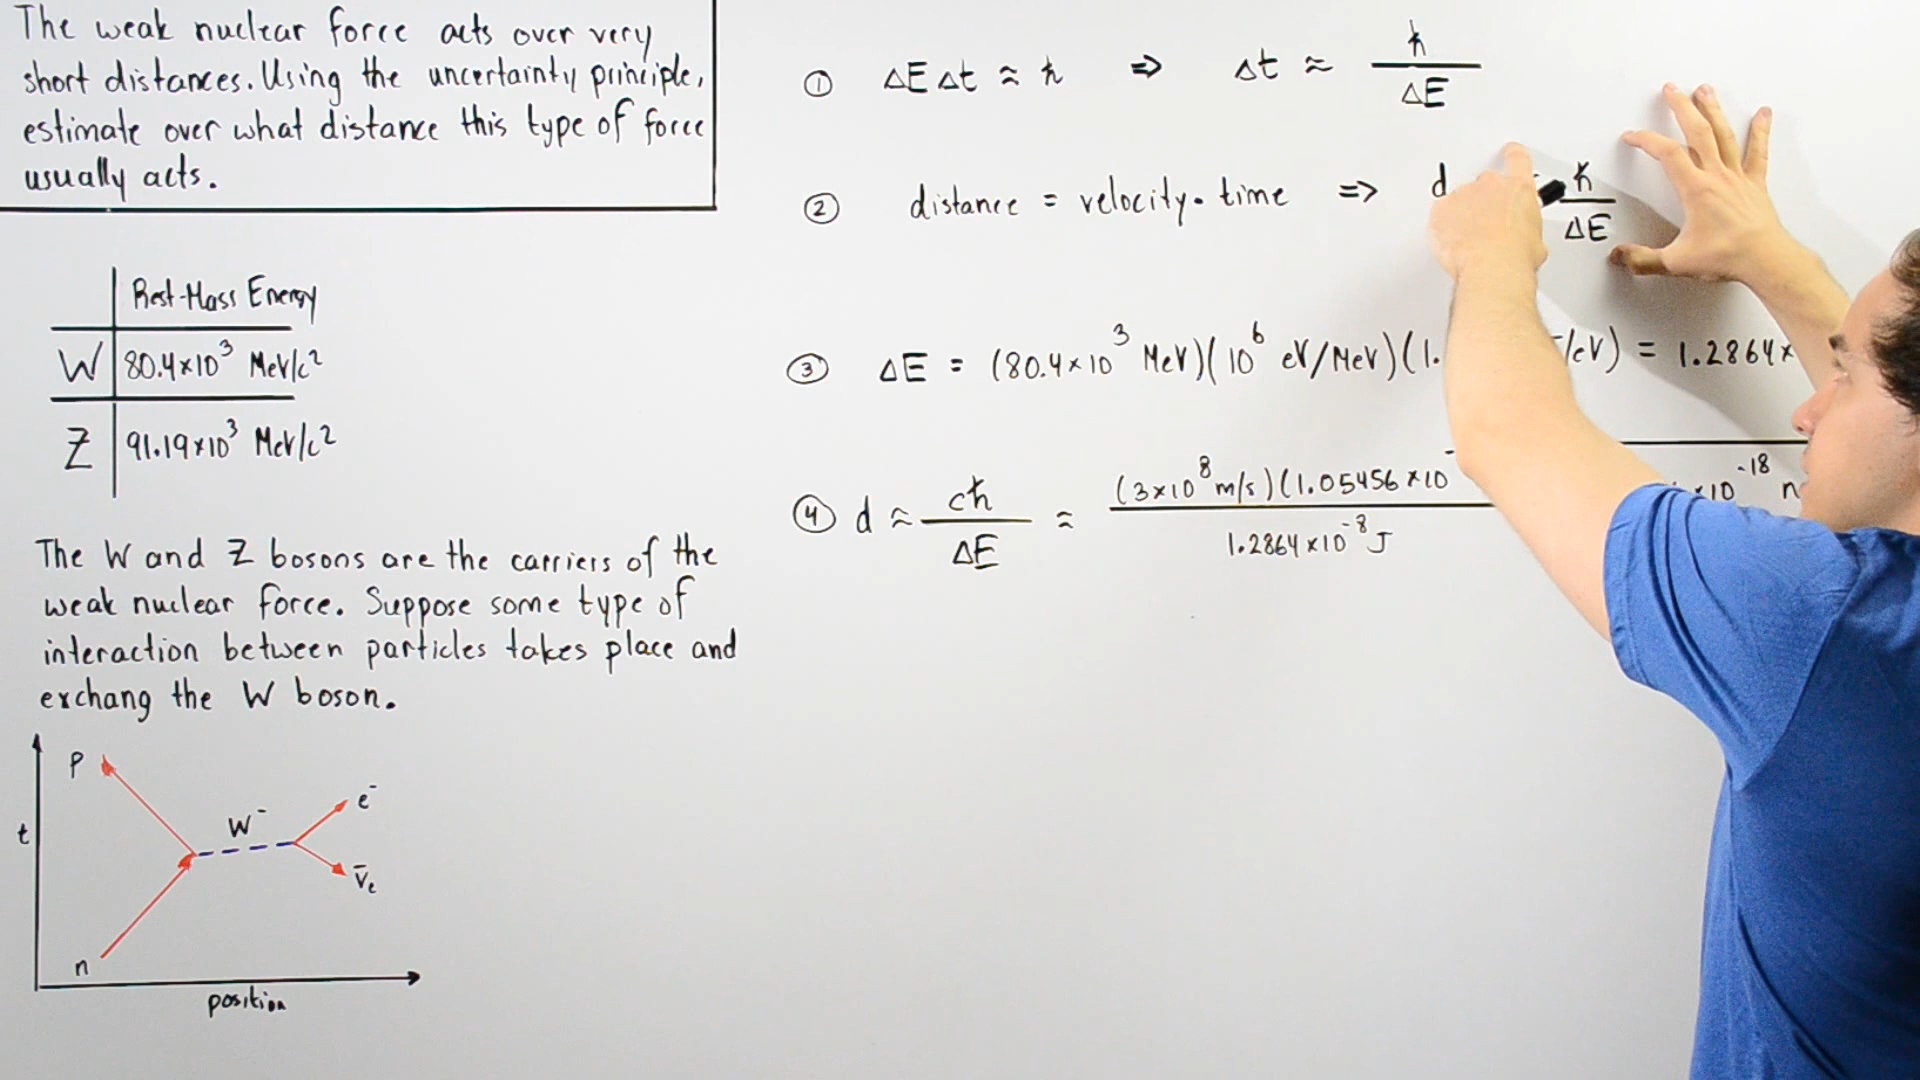 The weak nuclear force acts over very
short distances. Using the uncertainty principle,
estimate over what distance this type of force
usually acts.
Rest-Mass Energy
W 80.4×10³ MeV/c²
Z 91.19×10³ MeV/c²
The W and Z bosons are the carriers of the
weak nuclear force. Suppose some type of
interaction between particles takes place and
exchang the W boson.
p
e⁻
W⁻
t
ν̄e
n
position
① ΔEΔt ≈ ħ ⇒ Δt ≈ ħ/ΔE
② distance = velocity · time ⇒ d ħ/ΔE
③ ΔE = (80.4×10³ MeV)(10⁶ eV/MeV)(1. /eV) = 1.2864×
④ d ≈ cħ/ΔE ≈ (3×10⁸ m/s)(1.05456×10⁻ / 1.2864×10⁻⁸ J ×10⁻¹⁸